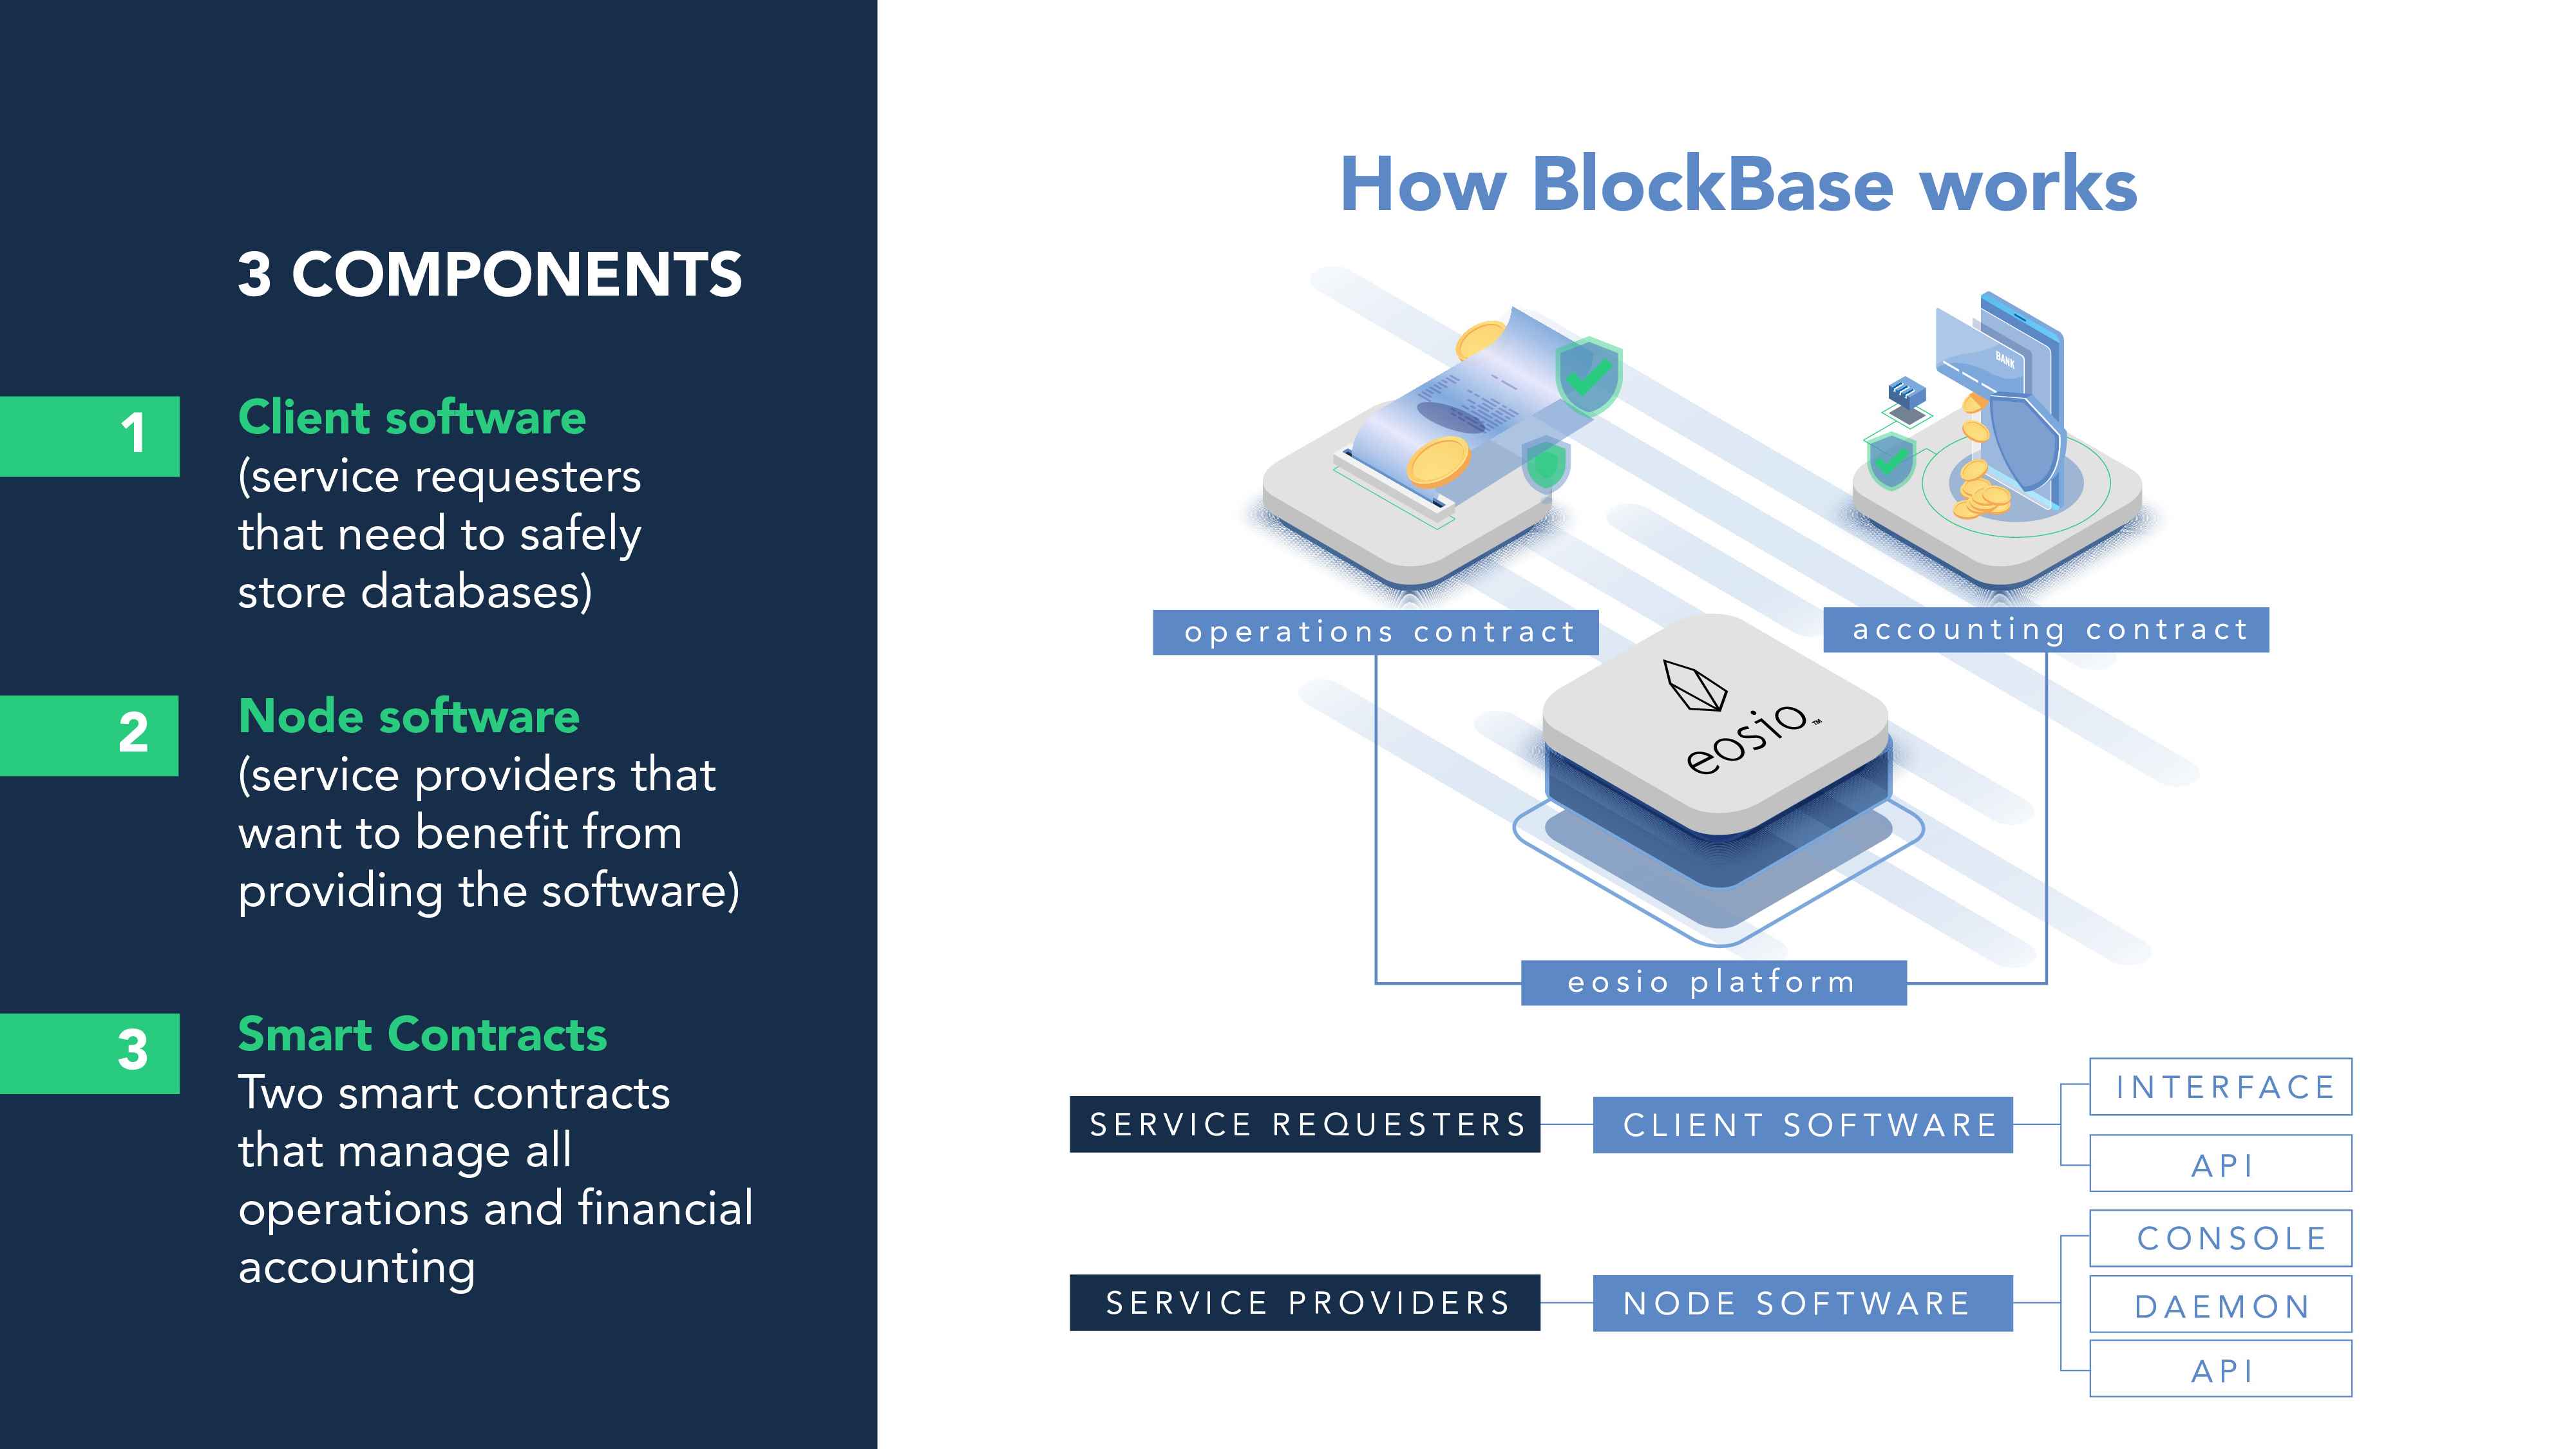 3 COMPONENTS
1
Client software
(service requesters
that need to safely
store databases)
2
Node software
(service providers that
want to benefit from
providing the software)
3
Smart Contracts
Two smart contracts
that manage all
operations and financial
accounting
How BlockBase works
BANK
operations contract
accounting contract
eosio™
eosio platform
SERVICE REQUESTERS
CLIENT SOFTWARE
INTERFACE
API
SERVICE PROVIDERS
NODE SOFTWARE
CONSOLE
DAEMON
API